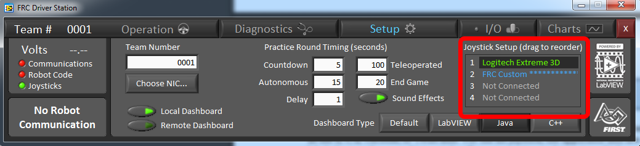 FRC Driver Station
Team # 0001
Operation
Diagnostics
Setup
I/O
Charts
x
Volts --.--
Communications
Robot Code
Joysticks
No Robot
Communication
Team Number
0001
Choose NIC...
Local Dashboard
Remote Dashboard
Practice Round Timing (seconds)
Countdown 5 100 Teleoperated
Autonomous 15 20 End Game
Delay 1 Sound Effects
Dashboard Type Default LabVIEW Java C++
Joystick Setup (drag to reorder)
1 Logitech Extreme 3D
2 FRC Custom ***********
3 Not Connected
4 Not Connected
POWERED BY
LabVIEW
FIRST